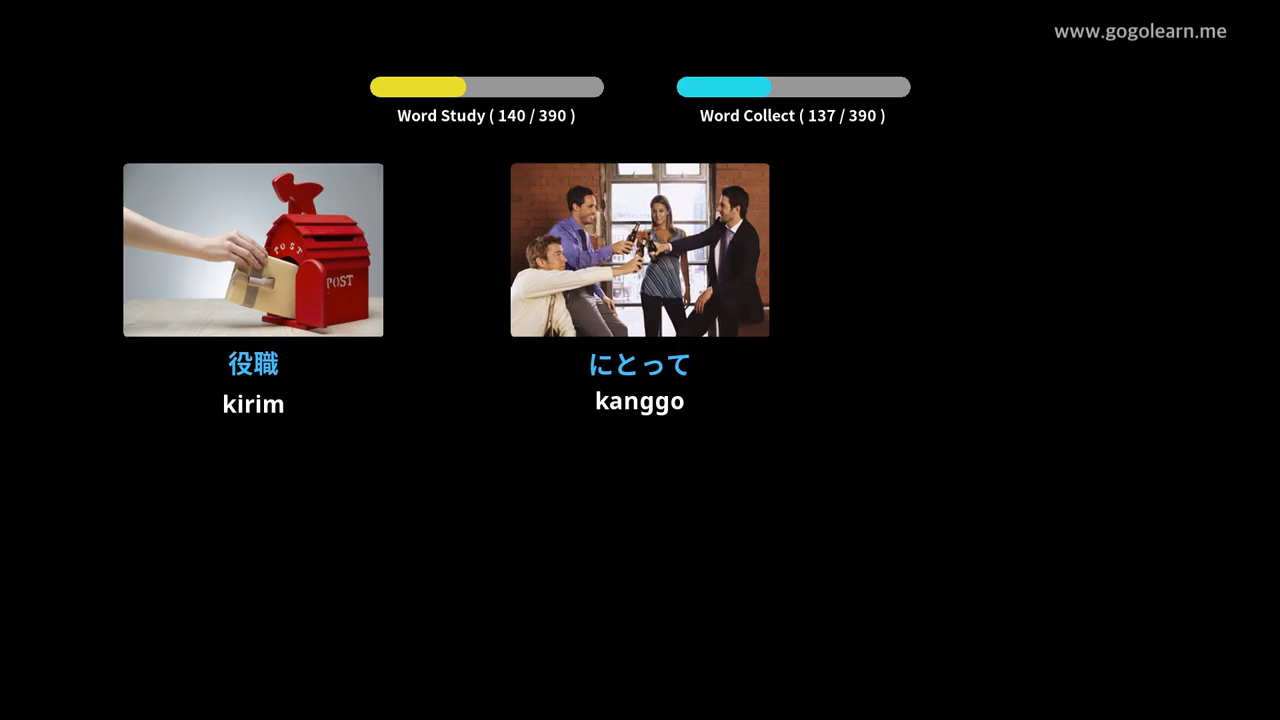 www.gogolearn.me
Word Study ( 140 / 390 )
Word Collect ( 137 / 390 )
POST
POST
役職
kirim
にとって
kanggo